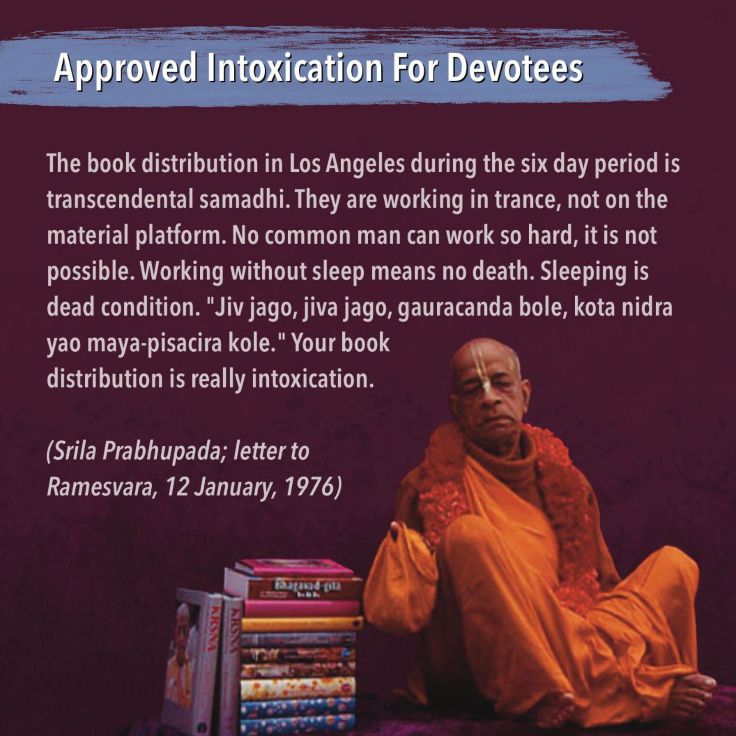 Approved Intoxication For Devotees
The book distribution in Los Angeles during the six day period is
transcendental samadhi. They are working in trance, not on the
material platform. No common man can work so hard, it is not
possible. Working without sleep means no death. Sleeping is
dead condition. "Jiv jago, jiva jago, gauracanda bole, kota nidra
yao maya-pisacira kole." Your book
distribution is really intoxication.
(Srila Prabhupada; letter to
Ramesvara, 12 January, 1976)
Bhagavad-gita
KRSNA
KRSNA